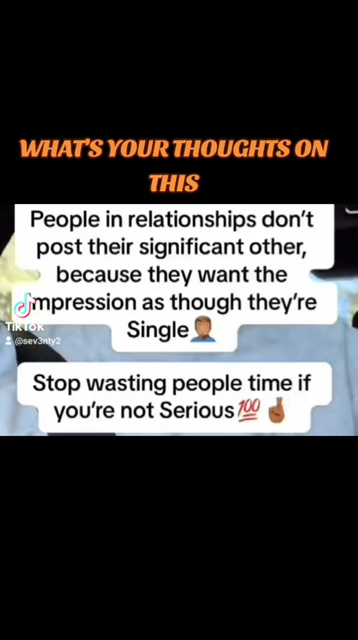 WHAT'S YOUR THOUGHTS ON
THIS
People in relationships don't
post their significant other,
because they want the
impression as though they're
Single🤦🏾‍♂️
TikTok
@sev3nty2
Stop wasting people time if
you're not Serious💯🤞🏾